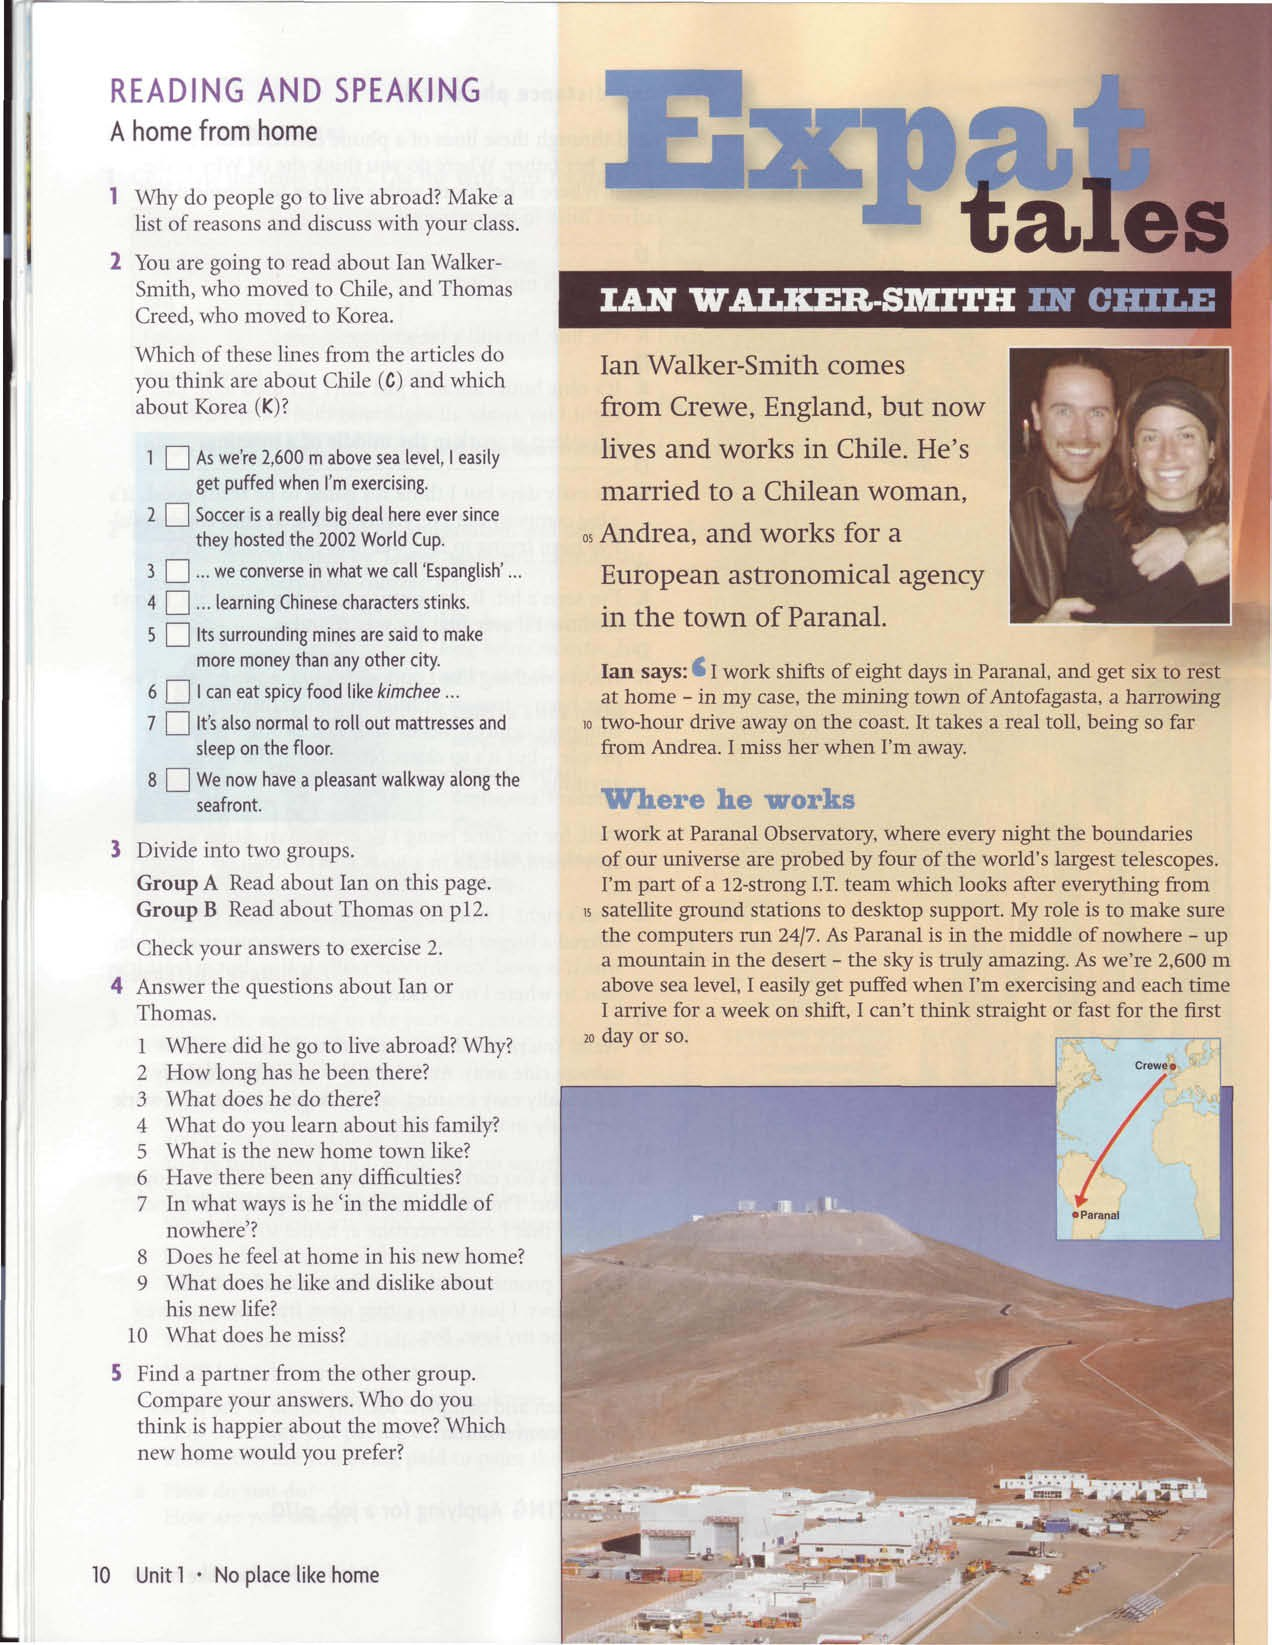 READING AND SPEAKING
A home from home
1 Why do people go to live abroad? Make a
list of reasons and discuss with your class.
2 You are going to read about Ian Walker-
Smith, who moved to Chile, and Thomas
Creed, who moved to Korea.
Which of these lines from the articles do
you think are about Chile (C) and which
about Korea (K)?
1 As we're 2,600 m above sea level, I easily
get puffed when I'm exercising.
2 Soccer is a really big deal here ever since
they hosted the 2002 World Cup.
3 ... we converse in what we call 'Espanglish' ...
4 ... learning Chinese characters stinks.
5 Its surrounding mines are said to make
more money than any other city.
6 I can eat spicy food like kimchee ...
7 It's also normal to roll out mattresses and
sleep on the floor.
8 We now have a pleasant walkway along the
seafront.
3 Divide into two groups.
Group A Read about Ian on this page.
Group B Read about Thomas on p12.
Check your answers to exercise 2.
4 Answer the questions about Ian or
Thomas.
1 Where did he go to live abroad? Why?
2 How long has he been there?
3 What does he do there?
4 What do you learn about his family?
5 What is the new home town like?
6 Have there been any difficulties?
7 In what ways is he 'in the middle of
nowhere'?
8 Does he feel at home in his new home?
9 What does he like and dislike about
his new life?
10 What does he miss?
5 Find a partner from the other group.
Compare your answers. Who do you
think is happier about the move? Which
new home would you prefer?
10 Unit 1 • No place like home
Expat
tales
IAN WALKER-SMITH IN CHILE
Ian Walker-Smith comes
from Crewe, England, but now
lives and works in Chile. He's
married to a Chilean woman,
05 Andrea, and works for a
European astronomical agency
in the town of Paranal.
Ian says: ‘ I work shifts of eight days in Paranal, and get six to rest
at home – in my case, the mining town of Antofagasta, a harrowing
10 two-hour drive away on the coast. It takes a real toll, being so far
from Andrea. I miss her when I'm away.
Where he works
I work at Paranal Observatory, where every night the boundaries
of our universe are probed by four of the world's largest telescopes.
I'm part of a 12-strong I.T. team which looks after everything from
15 satellite ground stations to desktop support. My role is to make sure
the computers run 24/7. As Paranal is in the middle of nowhere – up
a mountain in the desert – the sky is truly amazing. As we're 2,600 m
above sea level, I easily get puffed when I'm exercising and each time
I arrive for a week on shift, I can't think straight or fast for the first
20 day or so.
Crewe
Paranal